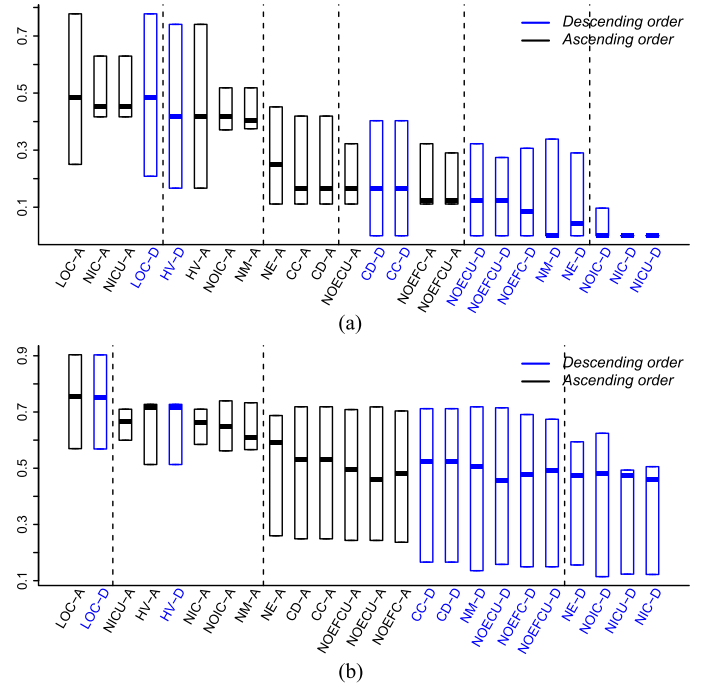 Descending order
Ascending order
0.7
0.5
0.3
0.1
LOC−A NIC−A NICU−A LOC−D HV−D HV−A NOIC−A NM−A NE−A CC−A CD−A NOECU−A CD−D CC−D NOEFC−A NOEFCU−A NOECU−D NOEFCU−D NOEFC−D NM−D NE−D NOIC−D NIC−D NICU−D
(a)
Descending order
Ascending order
0.9
0.7
0.5
0.3
0.1
LOC−A LOC−D NICU−A HV−A HV−D NIC−A NOIC−A NM−A NE−A CD−A CC−A NOEFCU−A NOECU−A NOEFC−A CC−D CD−D NM−D NOECU−D NOEFC−D NOEFCU−D NE−D NOIC−D NICU−D NIC−D
(b)